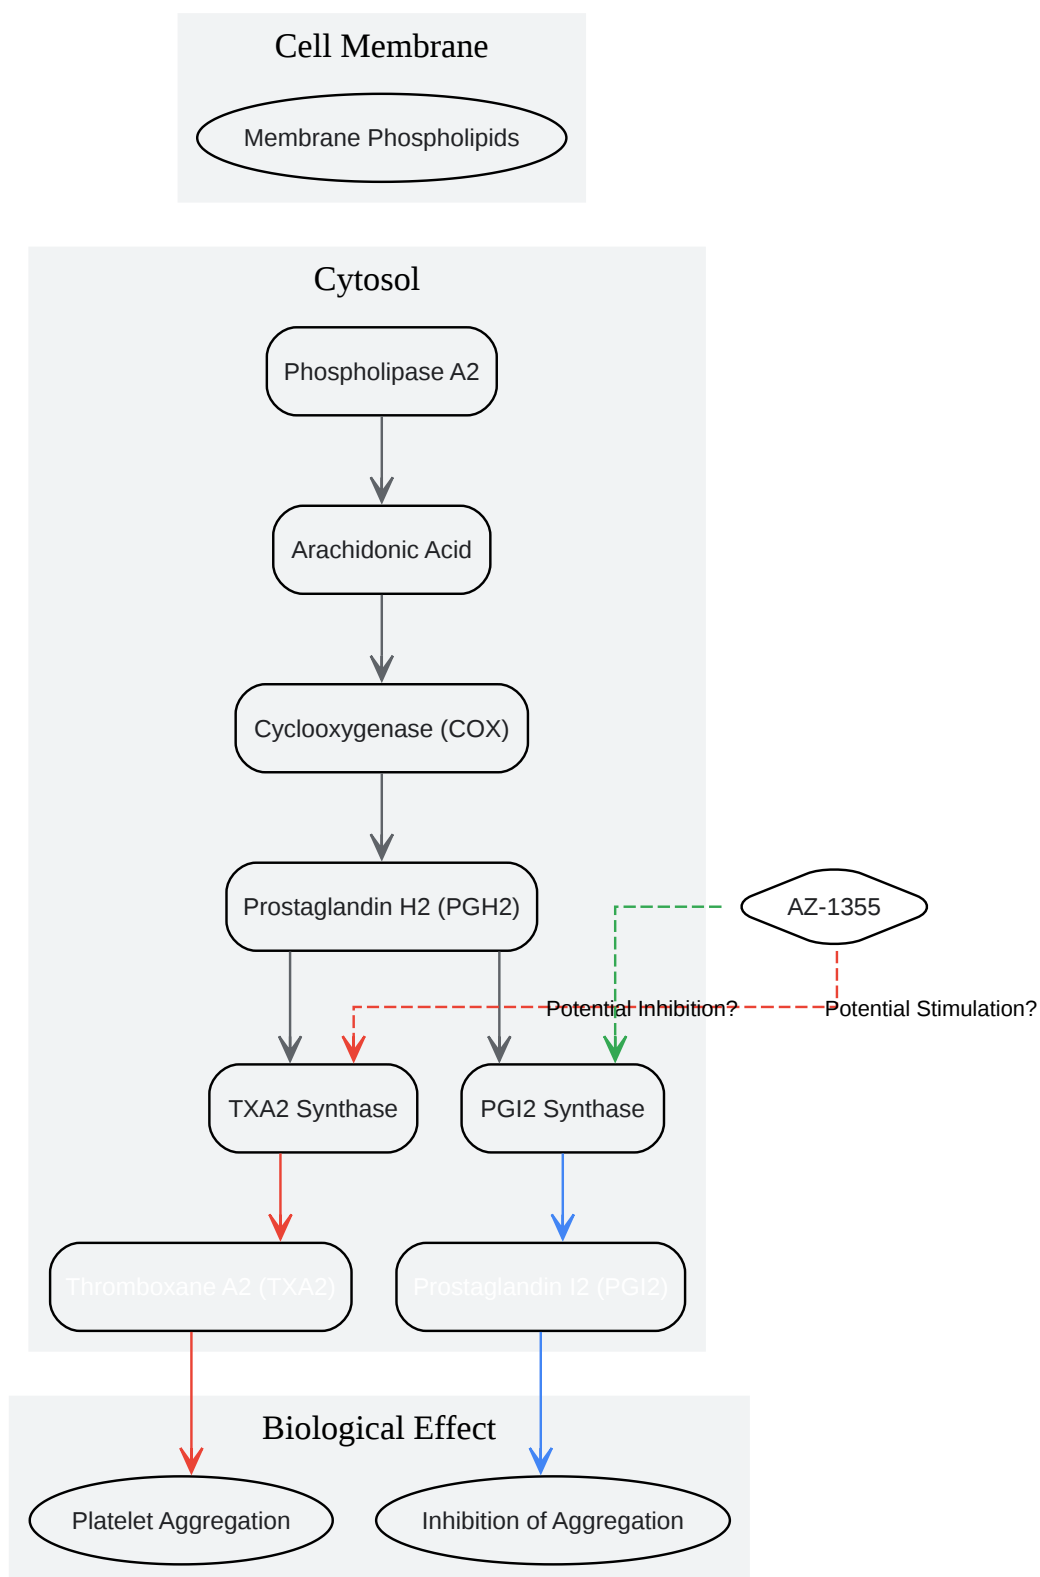 Cell Membrane
Membrane Phospholipids
Cytosol
Phospholipase A2
Arachidonic Acid
Cyclooxygenase (COX)
Prostaglandin H2 (PGH2)
AZ-1355
Potential Inhibition?
Potential Stimulation?
TXA2 Synthase
PGI2 Synthase
Thromboxane A2 (TXA2)
Prostaglandin I2 (PGI2)
Biological Effect
Platelet Aggregation
Inhibition of Aggregation